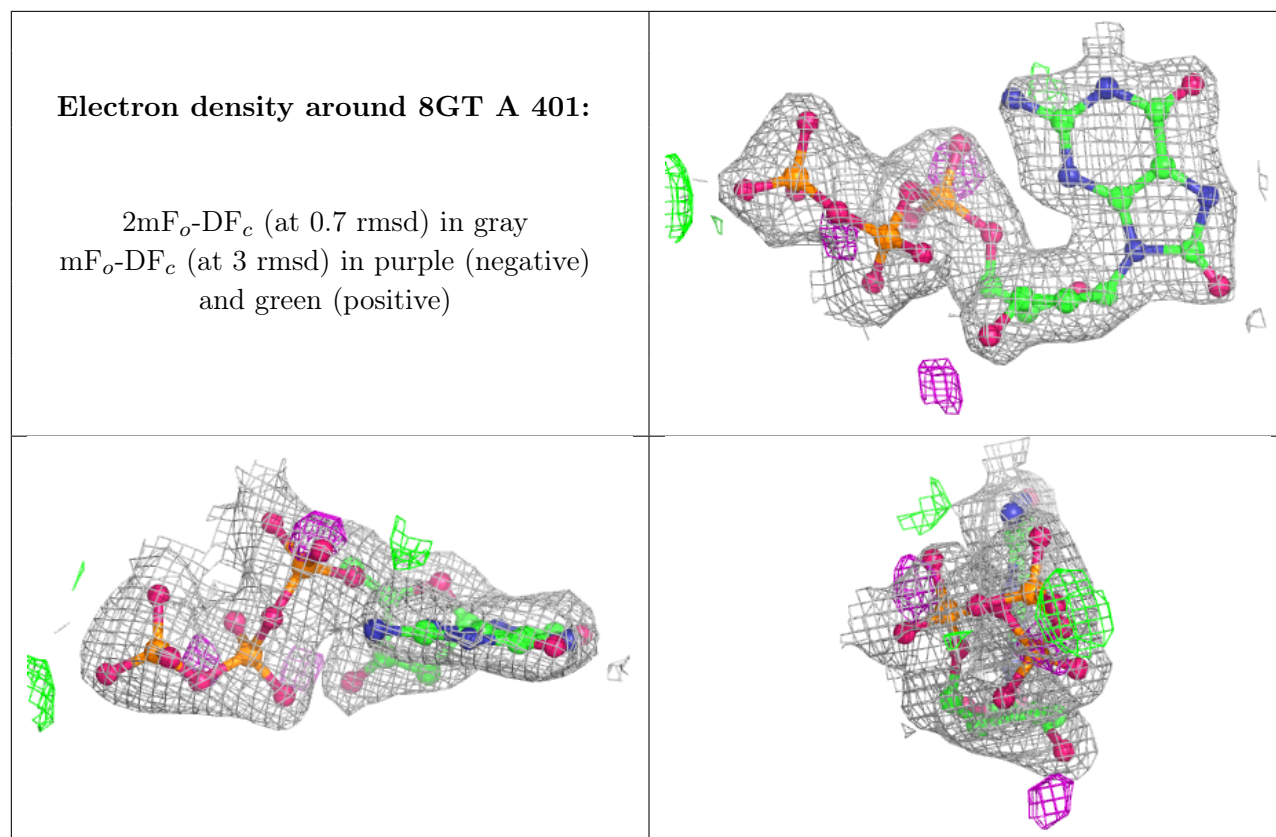 Electron density around 8GT A 401:
2mFo-DFc (at 0.7 rmsd) in gray
mFo-DFc (at 3 rmsd) in purple (negative)
and green (positive)